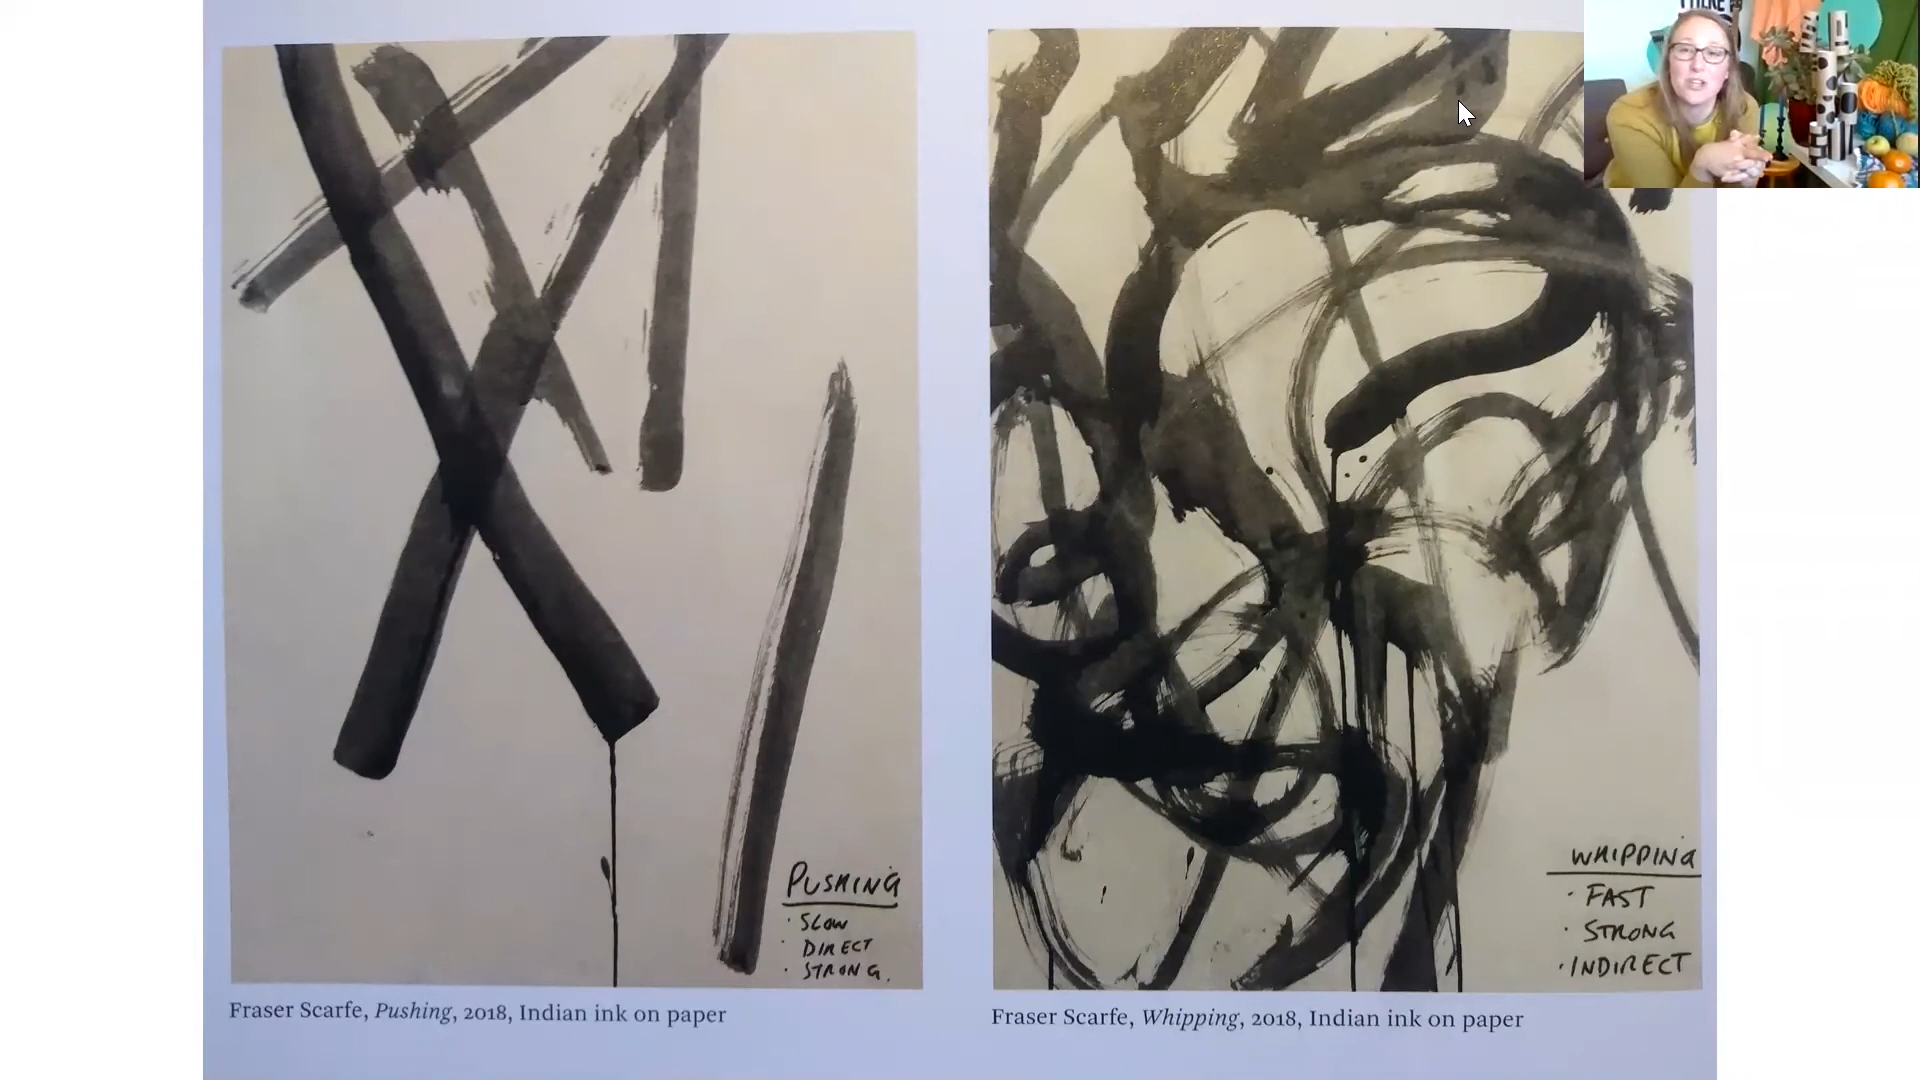 THERE
PUSHING
· SLOW
· DIRECT
· STRONG.
Fraser Scarfe, Pushing, 2018, Indian ink on paper
WHIPPING
· FAST
· STRONG
· INDIRECT
Fraser Scarfe, Whipping, 2018, Indian ink on paper